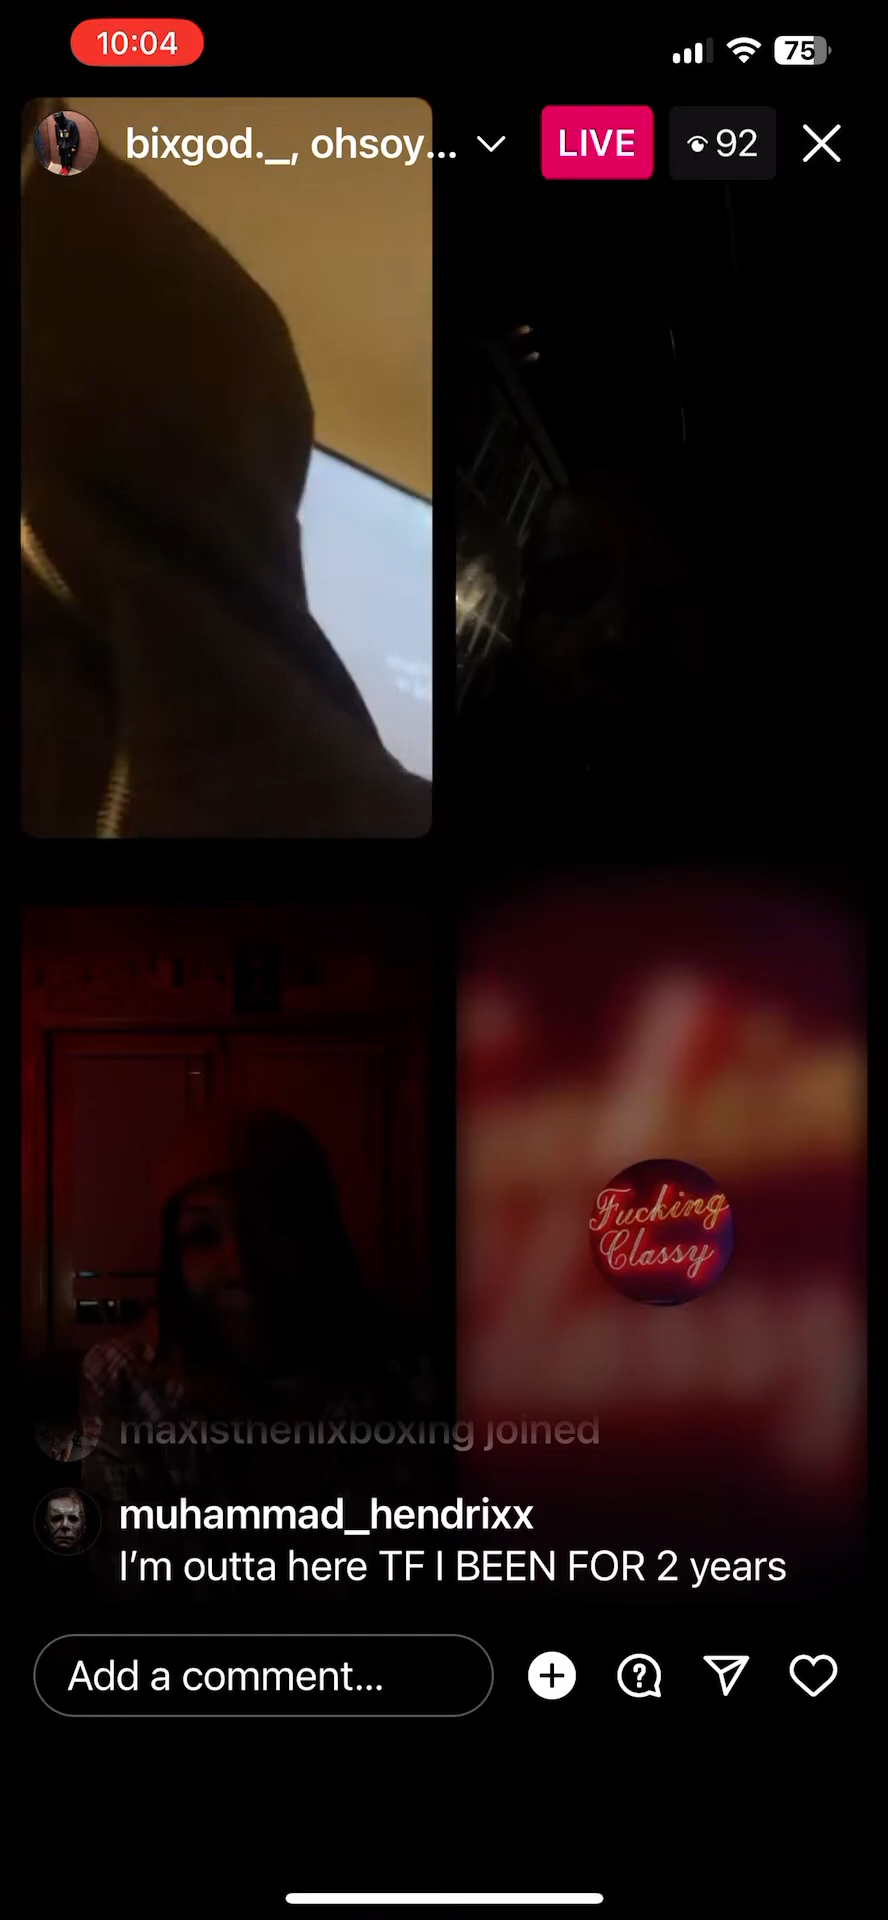 10:04
75
bixgod._, ohsoy...
LIVE
92
Fucking
Classy
maxisthenixboxing joined
muhammad_hendrixx
I'm outta here TF I BEEN FOR 2 years
Add a comment...